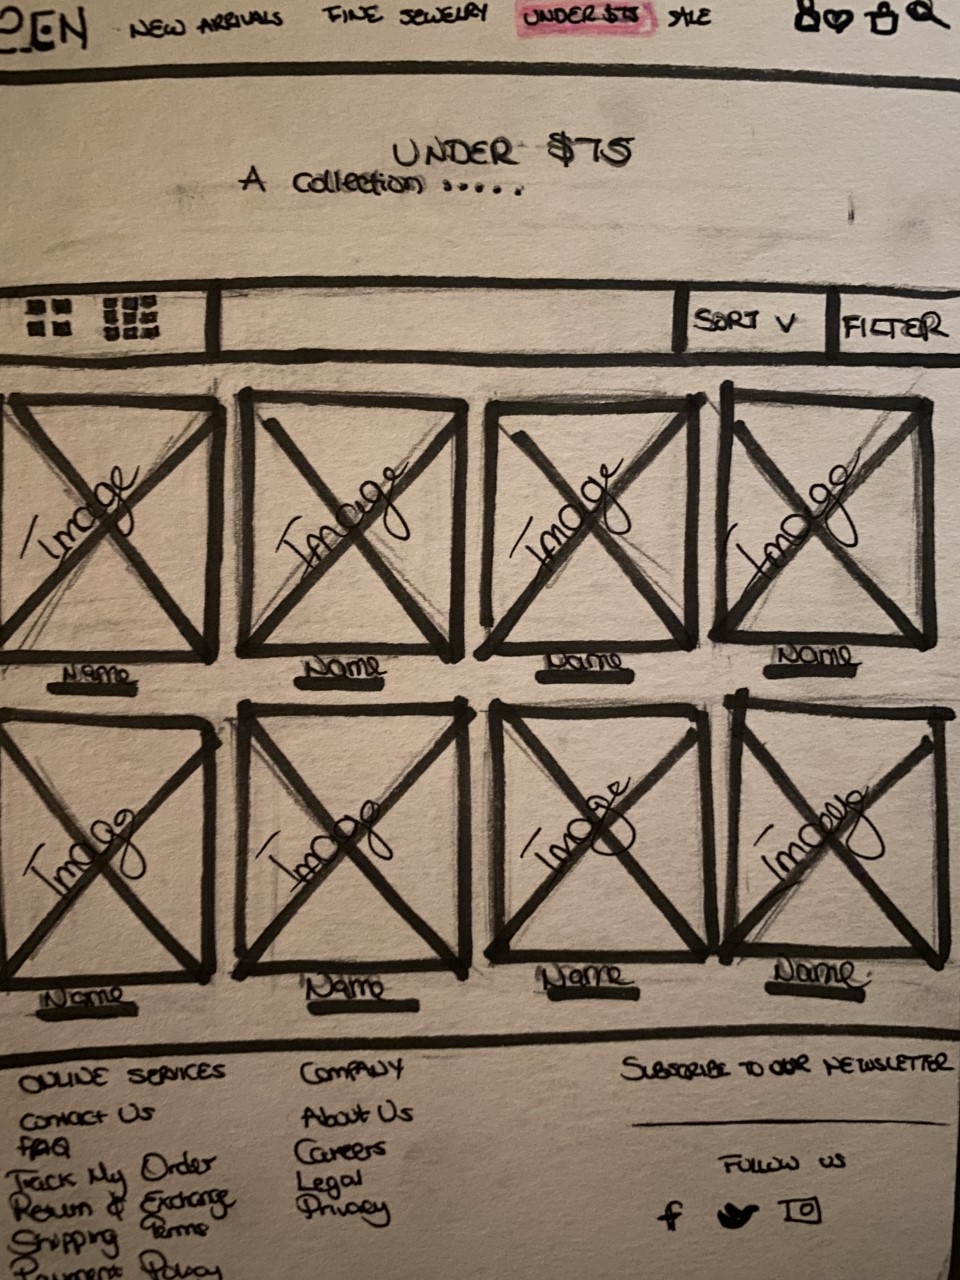 EN NEW ARRIVALS FINE JEWELRY UNDER $75 SALE
UNDER $75
A Collection .....
SORT V FILTER
Image Image Image Image
Name Name Name Name
Image Image Image Image
Name Name Name Name
ONLINE SERVICES
Contact Us
FAQ
Track My Order
Return & Exchange
Shipping Terms
Payment Policy
COMPANY
About Us
Careers
Legal
Privacy
SUBSCRIBE TO OUR NEWSLETTER
FOLLOW US
f